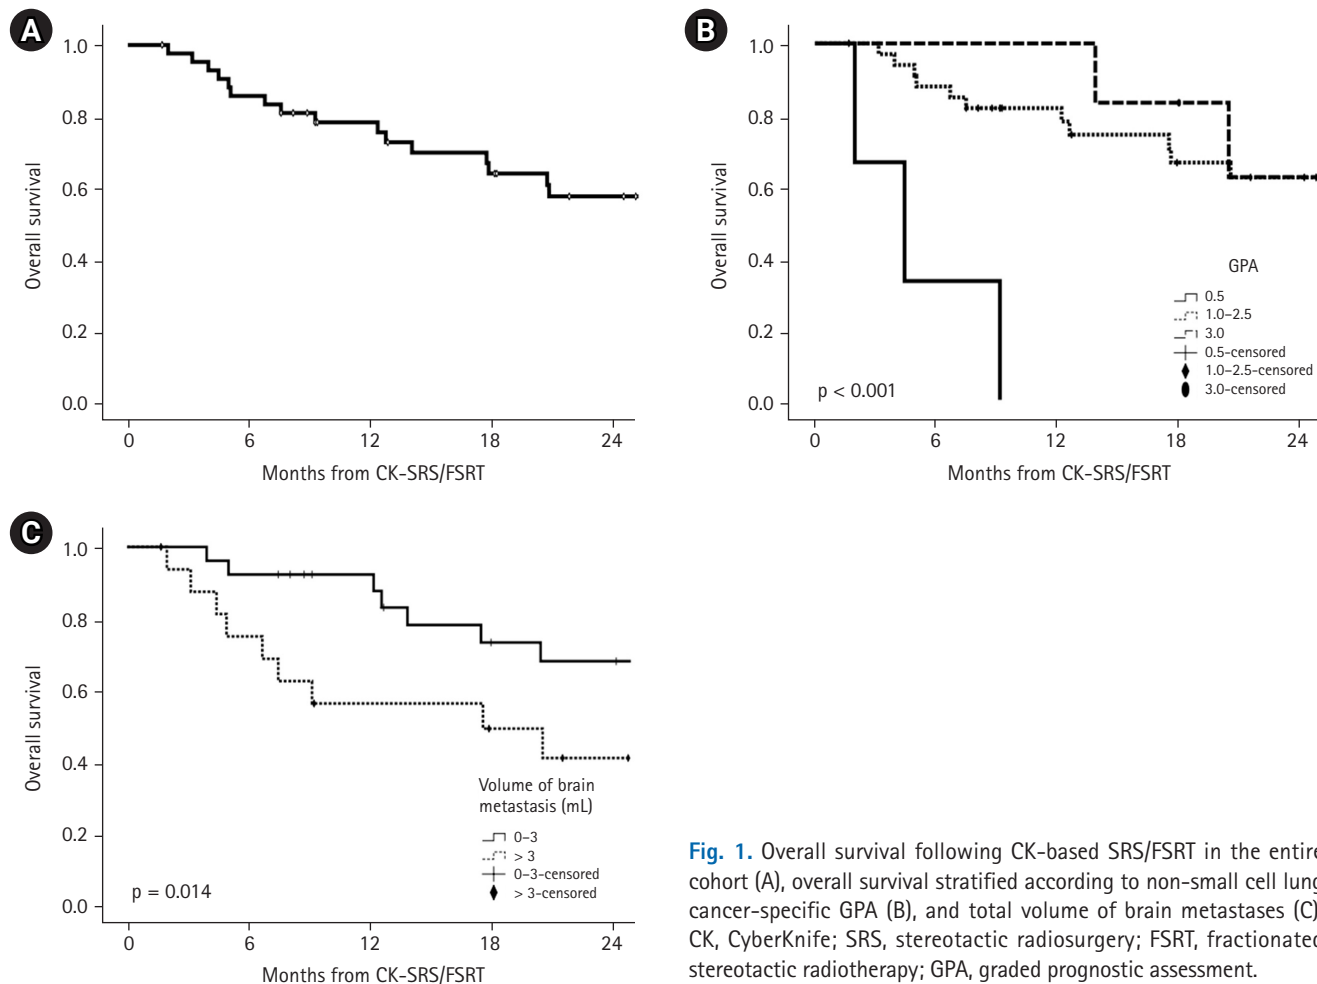 A
1.0
0.8
0.6
0.4
0.2
0.0
Overall survival
0 6 12 18 24
Months from CK-SRS/FSRT
B
1.0
0.8
0.6
0.4
0.2
0.0
Overall survival
GPA
0.5
1.0–2.5
3.0
0.5-censored
1.0–2.5-censored
3.0-censored
p < 0.001
0 6 12 18 24
Months from CK-SRS/FSRT
C
1.0
0.8
0.6
0.4
0.2
0.0
Overall survival
Volume of brain
metastasis (mL)
0–3
> 3
0–3-censored
> 3-censored
p = 0.014
0 6 12 18 24
Months from CK-SRS/FSRT
Fig. 1. Overall survival following CK-based SRS/FSRT in the entire
cohort (A), overall survival stratified according to non-small cell lung
cancer-specific GPA (B), and total volume of brain metastases (C)
CK, CyberKnife; SRS, stereotactic radiosurgery; FSRT, fractionated
stereotactic radiotherapy; GPA, graded prognostic assessment.